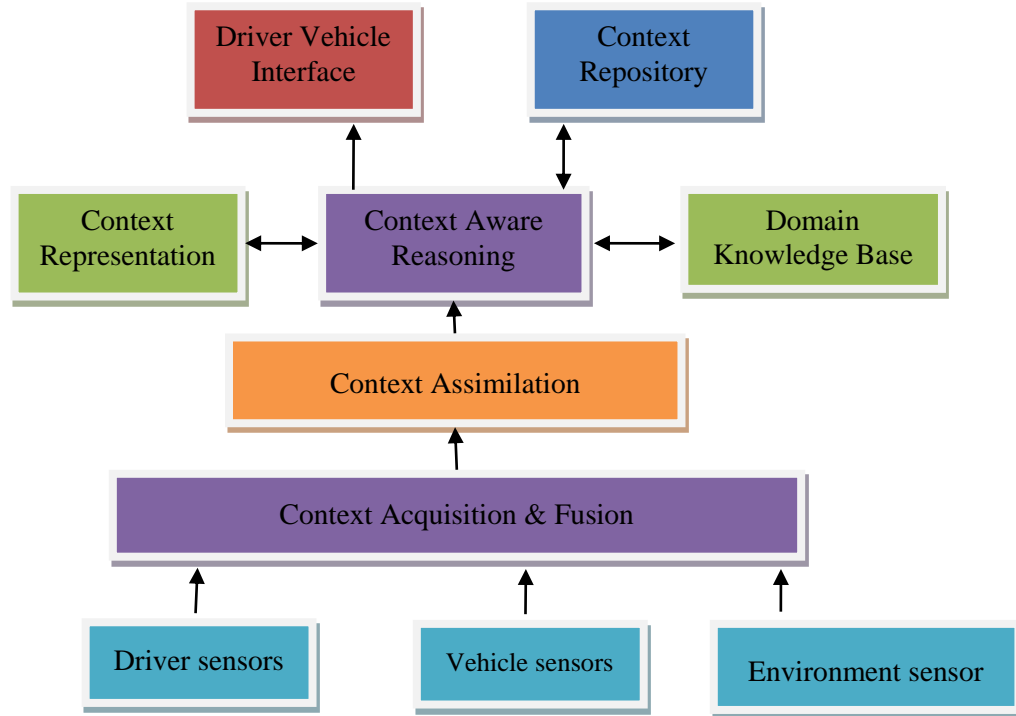 Driver Vehicle
Interface
Context
Repository
Context
Representation
Context Aware
Reasoning
Domain
Knowledge Base
Context Assimilation
Context Acquisition & Fusion
Driver sensors
Vehicle sensors
Environment sensor